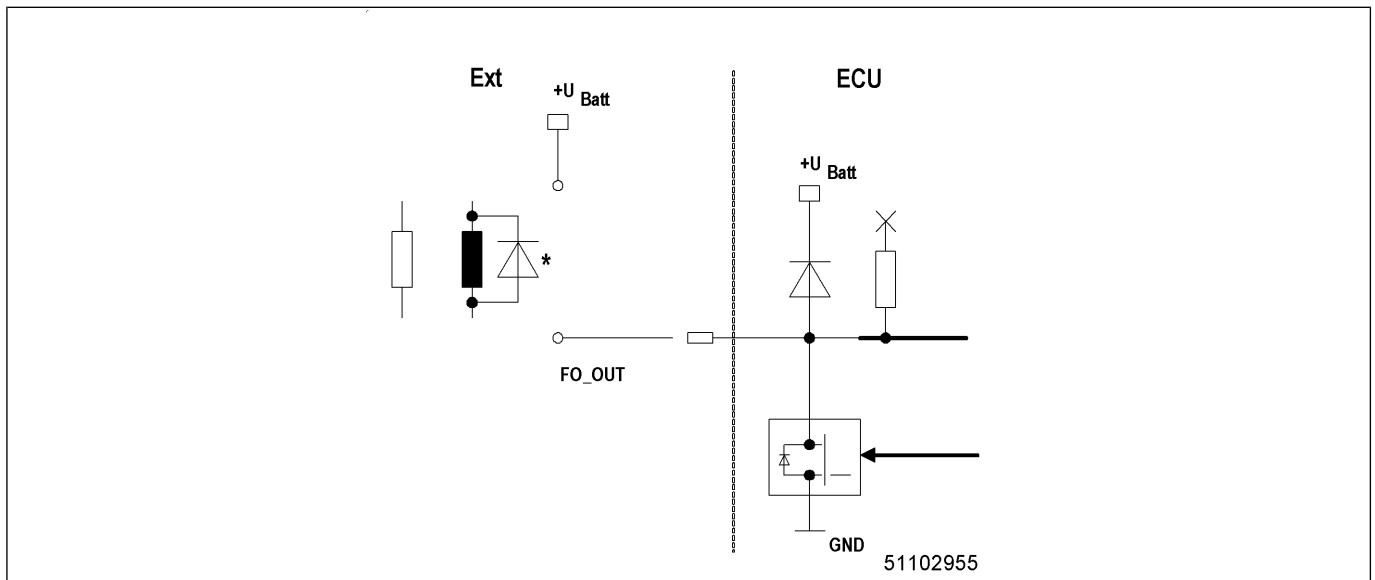 Ext
ECU
+U Batt
+U Batt
*
FO_OUT
GND
51102955